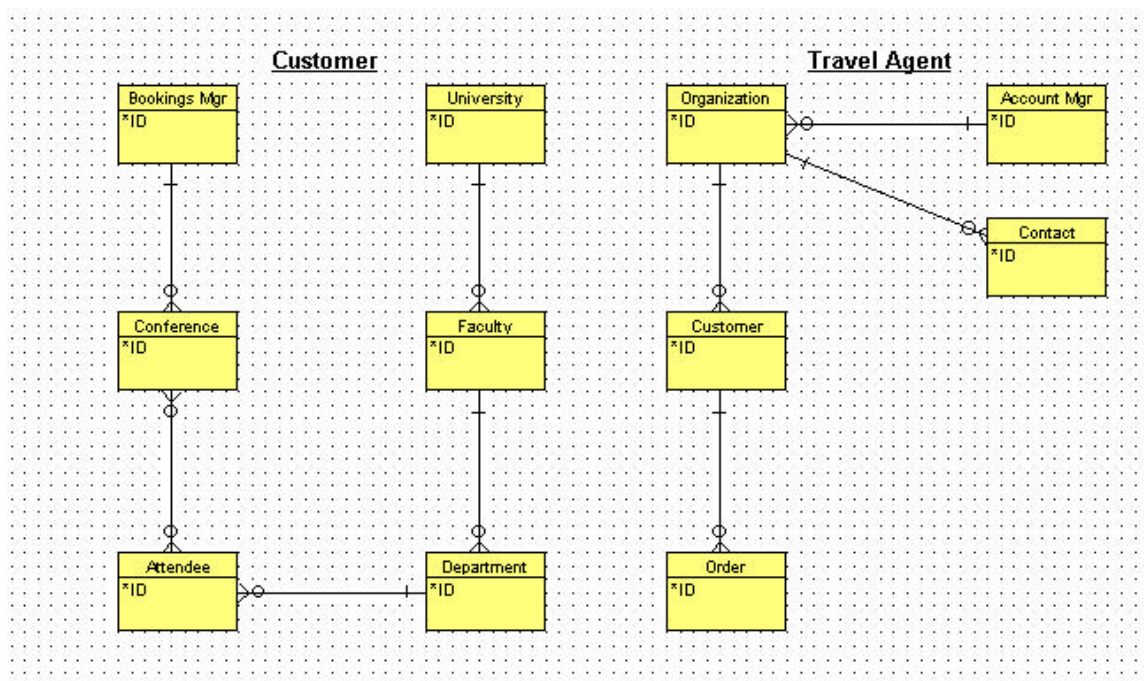 Customer
Travel Agent
Bookings Mgr
*ID
University
*ID
Organization
*ID
Account Mgr
*ID
Contact
*ID
Conference
*ID
Faculty
*ID
Customer
*ID
Attendee
*ID
Department
*ID
Order
*ID